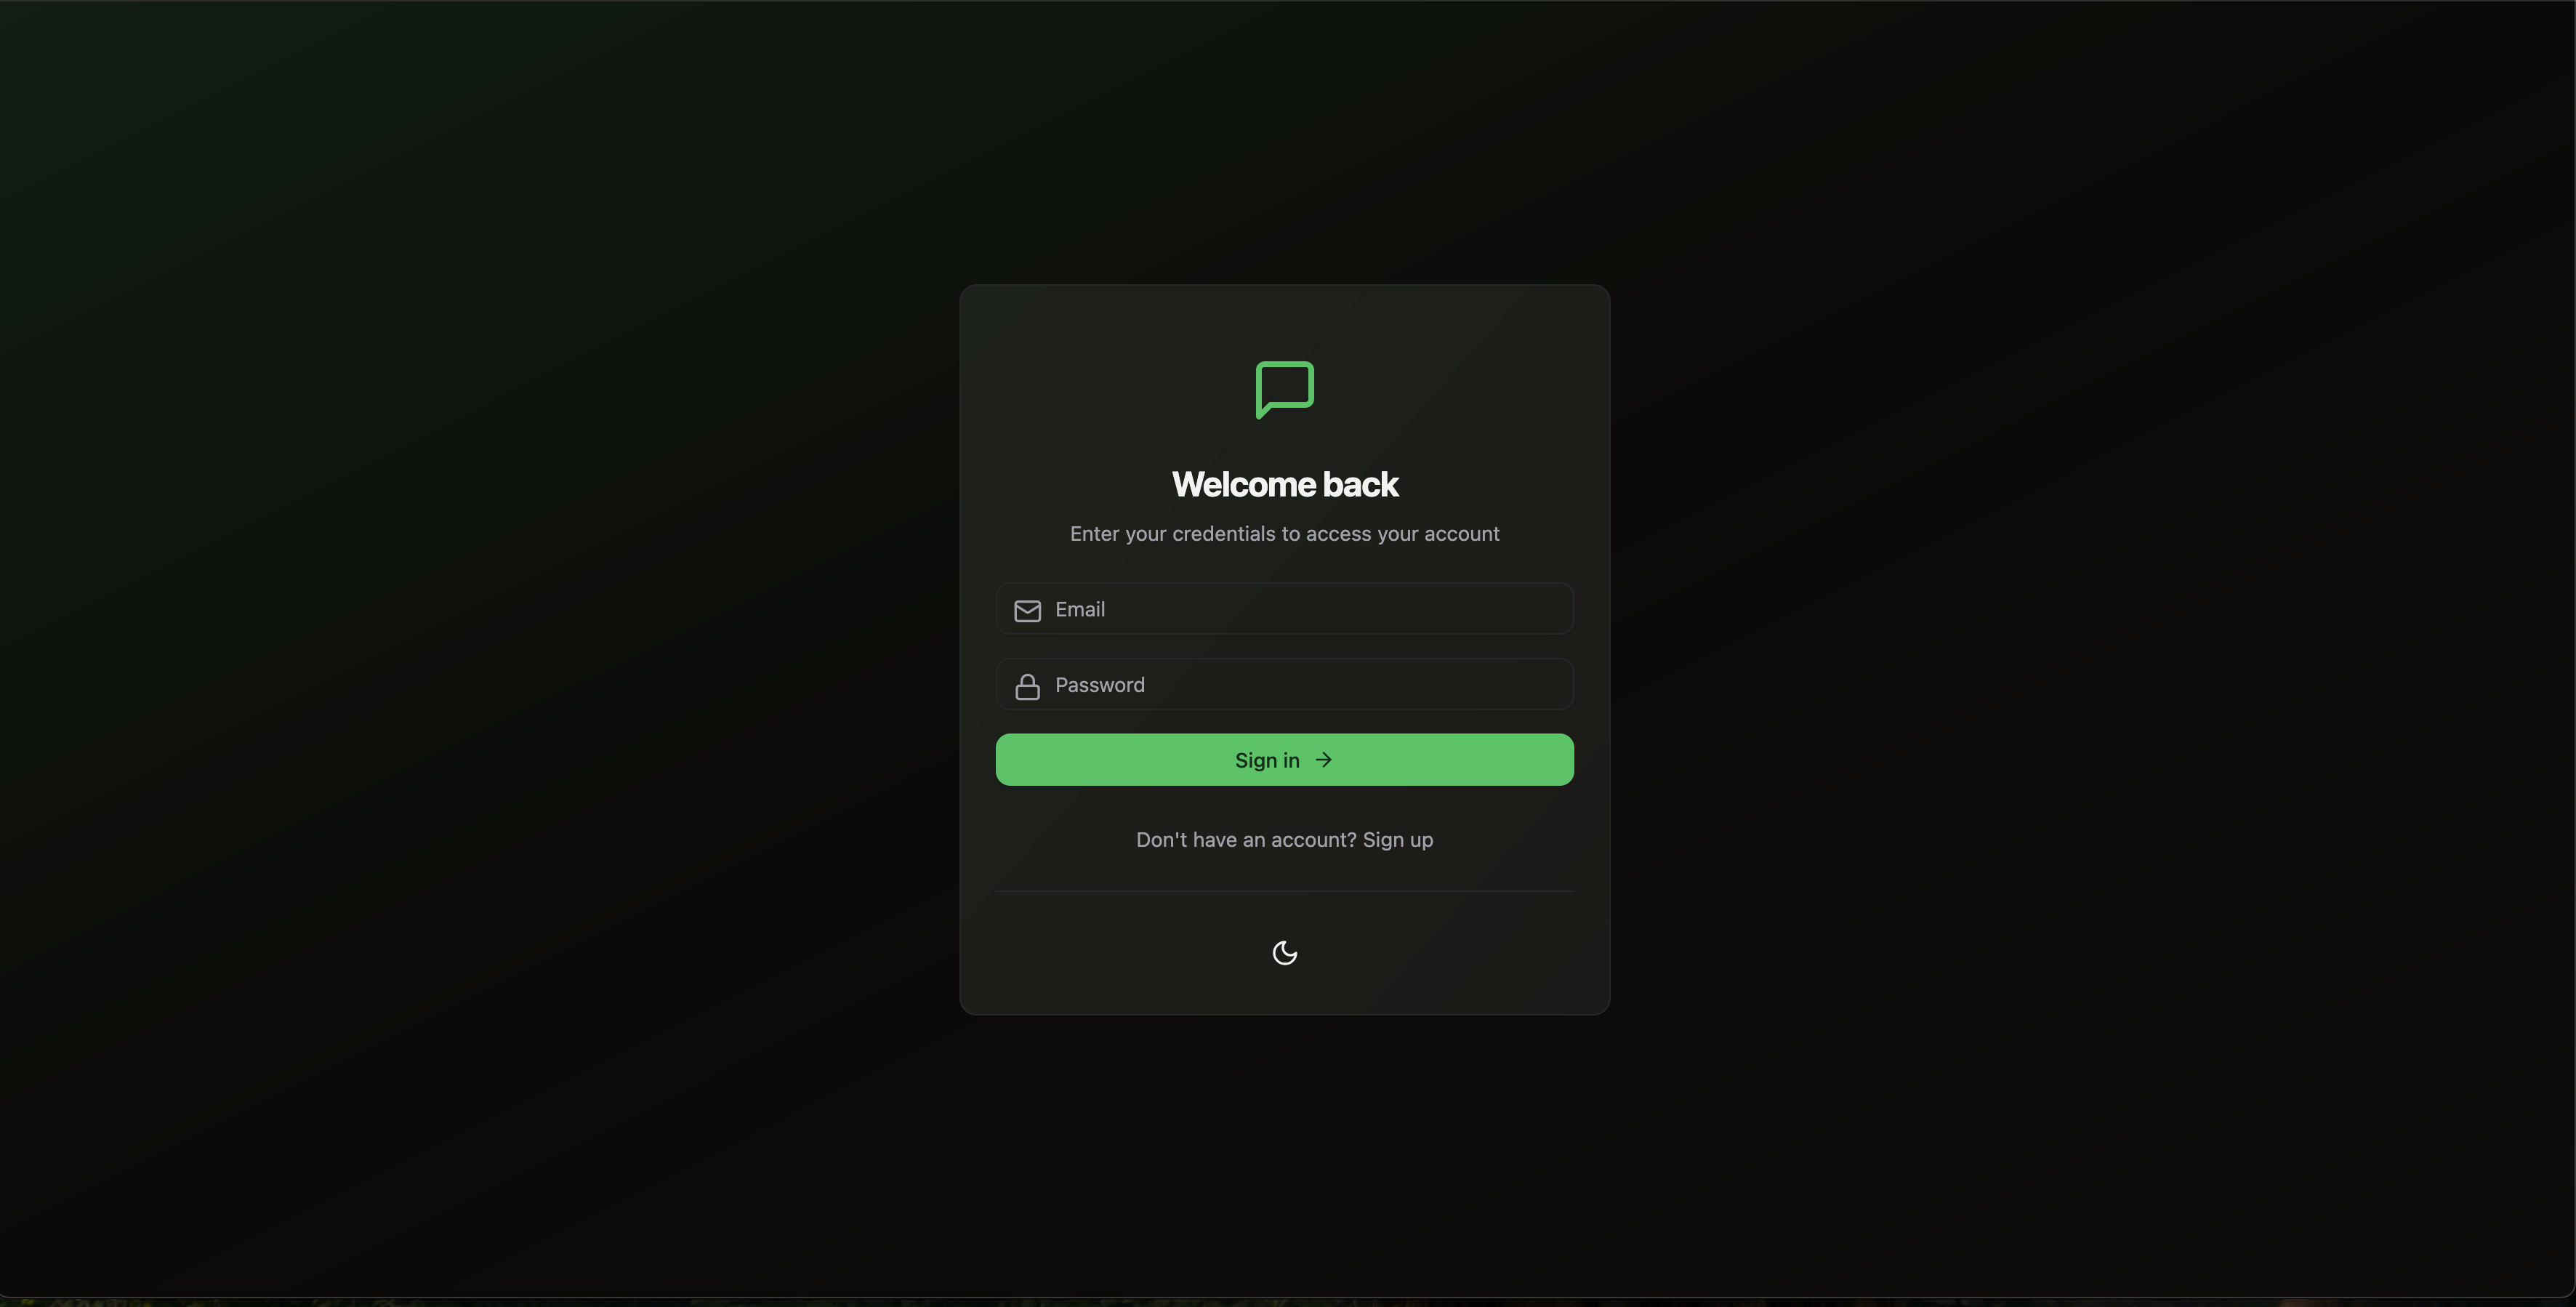 Welcome back
Enter your credentials to access your account
Email
Password
Sign in
Don't have an account? Sign up